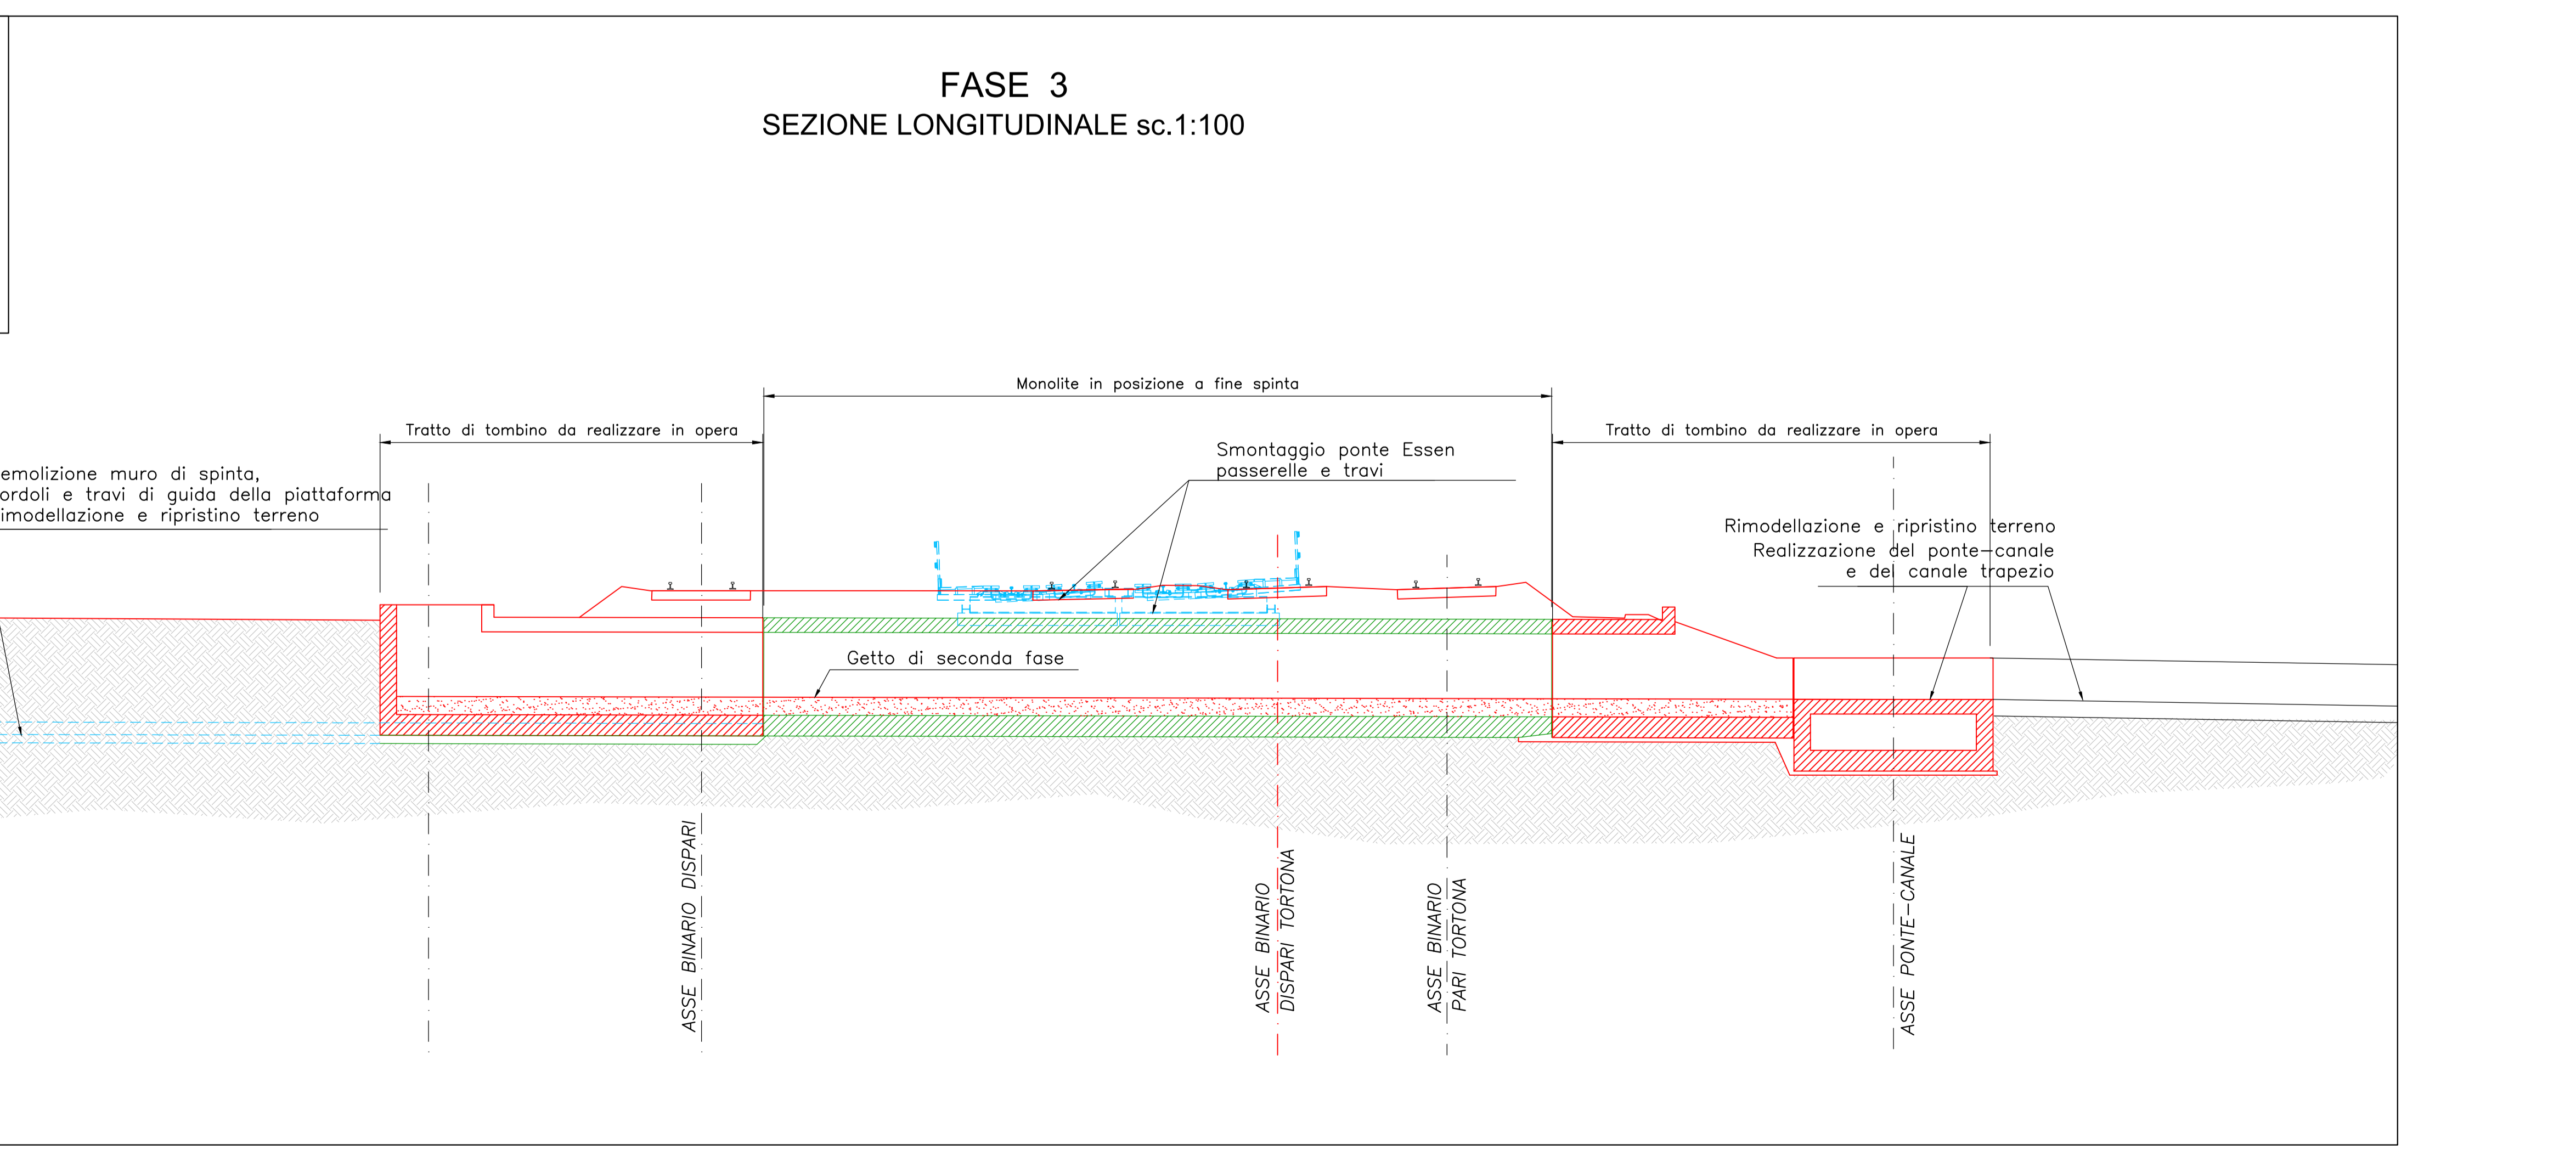 FASE 3
SEZIONE LONGITUDINALE sc.1:100
Monolite in posizione a fine spinta
Tratto di tombino da realizzare in opera
Tratto di tombino da realizzare in opera
Smontaggio ponte Essen
passerelle e travi
emolizione muro di spinta,
ordoli e travi di guida della piattaforma
imodellazione e ripristino terreno
Rimodellazione e ripristino terreno
Realizzazione del ponte-canale
e del canale trapezio
Getto di seconda fase
ASSE BINARIO DISPARI
ASSE BINARIO
DISPARI TORTONA
ASSE BINARIO
PARI TORTONA
ASSE PONTE-CANALE